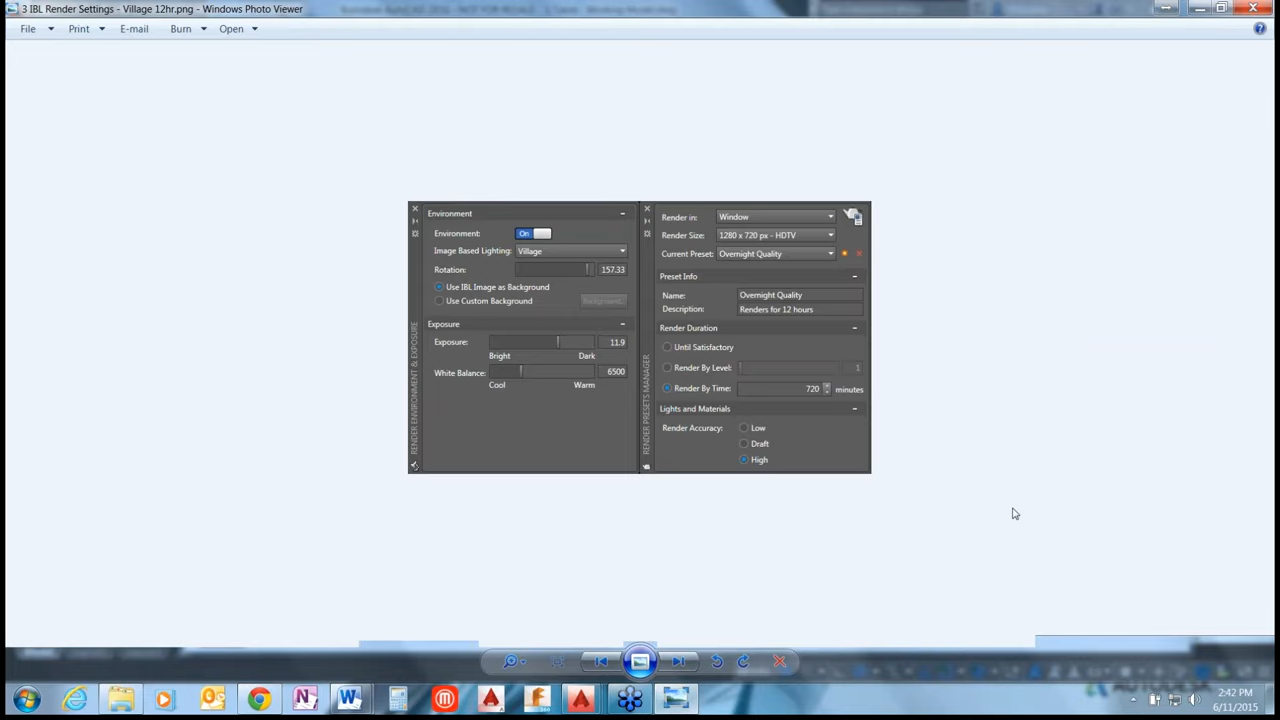 3 IBL Render Settings - Village 12hr.png - Windows Photo Viewer
File Print E-mail Burn Open
Environment
Environment: On
Image Based Lighting: Village
Rotation: 157.33
Use IBL Image as Background
Use Custom Background Background...
Exposure
Exposure: 11.9
Bright Dark
White Balance: 6500
Cool Warm
RENDER ENVIRONMENT & EXPOSURE
Render in: Window
Render Size: 1280 x 720 px - HDTV
Current Preset: Overnight Quality
Preset Info
Name: Overnight Quality
Description: Renders for 12 hours
Render Duration
Until Satisfactory
Render By Level: 1
Render By Time: 720 minutes
Lights and Materials
Render Accuracy: Low
Draft
High
RENDER PRESETS MANAGER
2:42 PM
6/11/2015